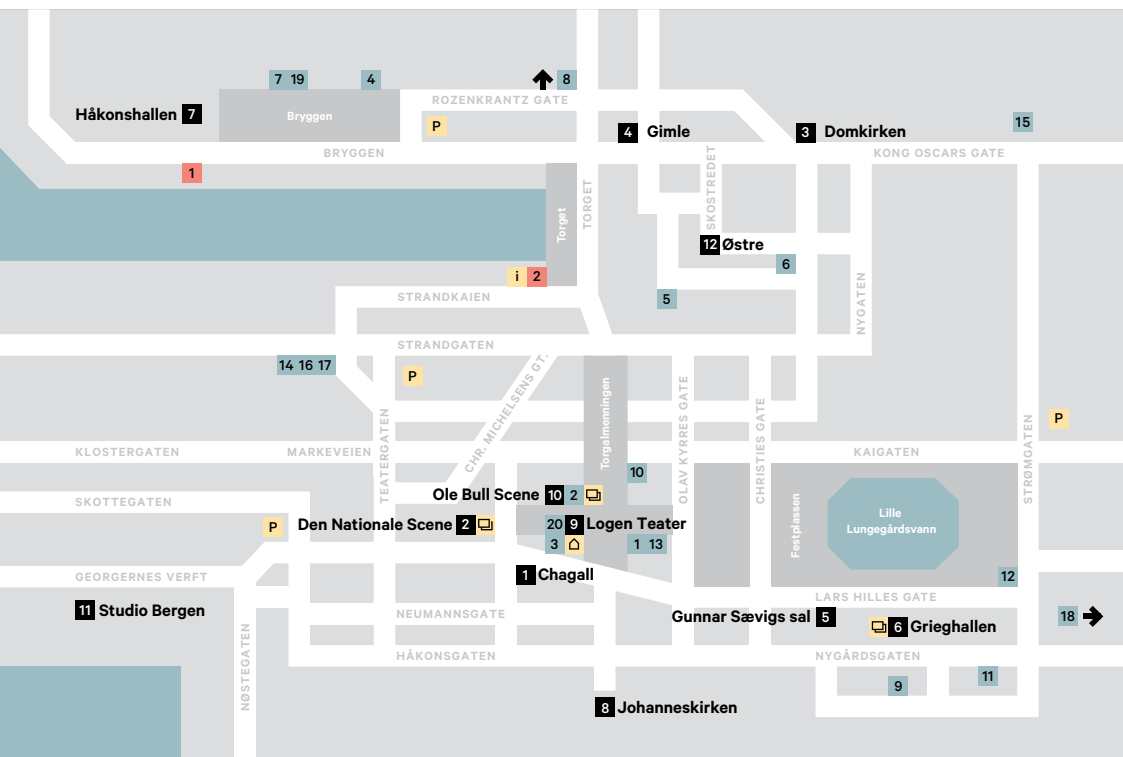 7 19
4
8
ROZENKRANTZ GATE
Håkonshallen 7
Bryggen
P
4 Gimle
3 Domkirken
15
BRYGGEN
KONG OSCARS GATE
1
SKOSTREDET
TORGET
Torget
12 Østre
6
i 2
5
STRANDKAIEN
NYGATEN
STRANDGATEN
14 16 17
P
CHR. MICHELSENS GT.
Torgalmenningen
OLAV KYRRES GATE
CHRISTIES GATE
TEATERGATEN
STRØMGATEN
P
KLOSTERGATEN
MARKEVEIEN
KAIGATEN
10
Ole Bull Scene 10 2
SKOTTEGATEN
Festplassen
Lille
Lungegårdsvann
P
Den Nationale Scene 2
20 9 Logen Teater
3
1 13
1 Chagall
GEORGERNES VERFT
12
LARS HILLES GATE
11 Studio Bergen
NEUMANNSGATE
Gunnar Sævigs sal 5
6 Grieghallen
18
NØSTEGATEN
HÅKONSGATEN
NYGÅRDSGATEN
9
11
8 Johanneskirken